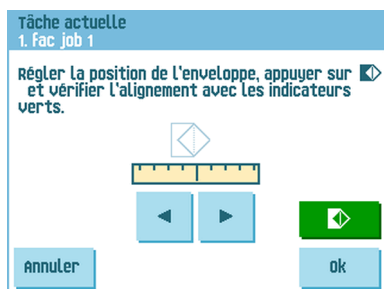 Tâche actuelle
1. Fac job 1
Régler la position de l'enveloppe, appuyer sur
et vérifier l'alignement avec les indicateurs
verts.
Annuler
Ok